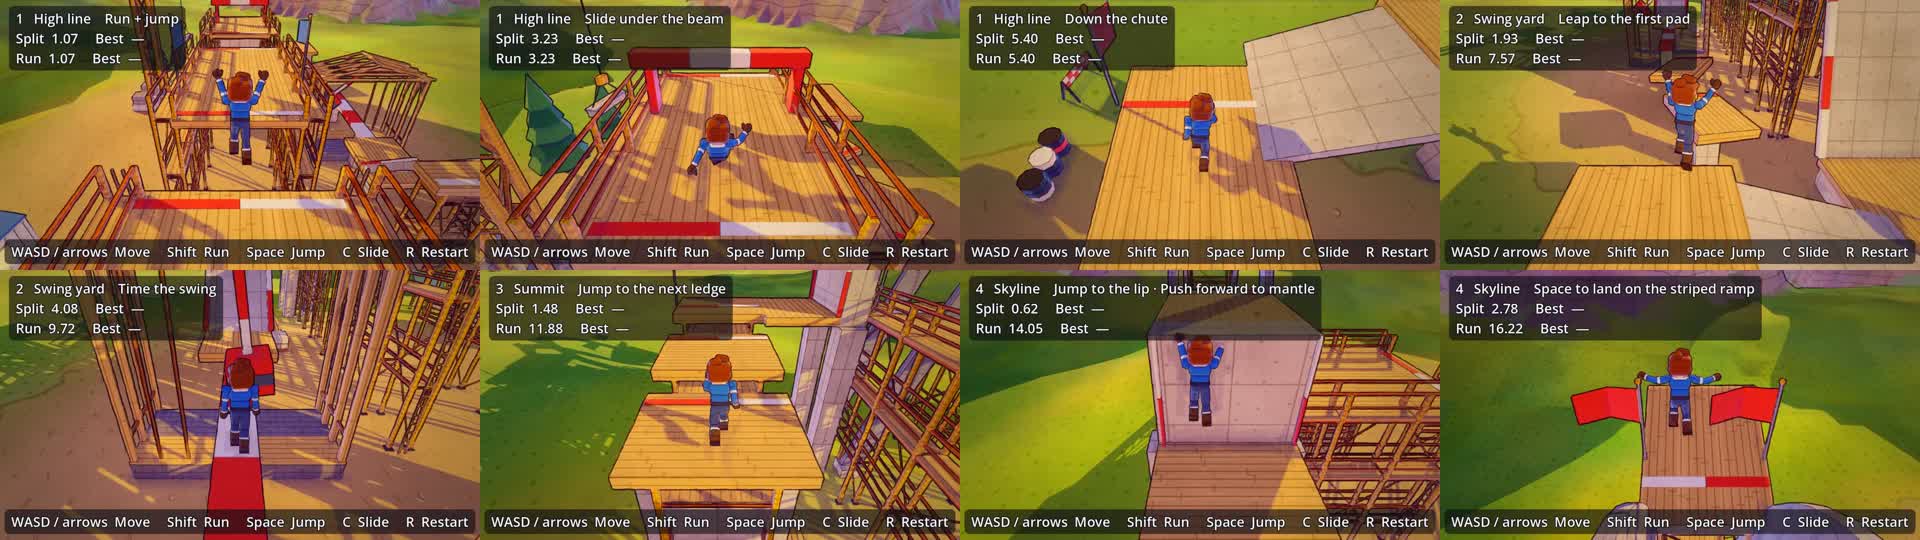 1 High line Run + jump
Split 1.07 Best —
Run 1.07 Best —
WASD / arrows Move Shift Run Space Jump C Slide R Restart
1 High line Slide under the beam
Split 3.23 Best —
Run 3.23 Best —
WASD / arrows Move Shift Run Space Jump C Slide R Restart
1 High line Down the chute
Split 5.40 Best —
Run 5.40 Best —
WASD / arrows Move Shift Run Space Jump C Slide R Restart
2 Swing yard Leap to the first pad
Split 1.93 Best —
Run 7.57 Best —
WASD / arrows Move Shift Run Space Jump C Slide R Restart
2 Swing yard Time the swing
Split 4.08 Best —
Run 9.72 Best —
WASD / arrows Move Shift Run Space Jump C Slide R Restart
3 Summit Jump to the next ledge
Split 1.48 Best —
Run 11.88 Best —
WASD / arrows Move Shift Run Space Jump C Slide R Restart
4 Skyline Jump to the lip · Push forward to mantle
Split 0.62 Best —
Run 14.05 Best —
WASD / arrows Move Shift Run Space Jump C Slide R Restart
4 Skyline Space to land on the striped ramp
Split 2.78 Best —
Run 16.22 Best —
WASD / arrows Move Shift Run Space Jump C Slide R Restart